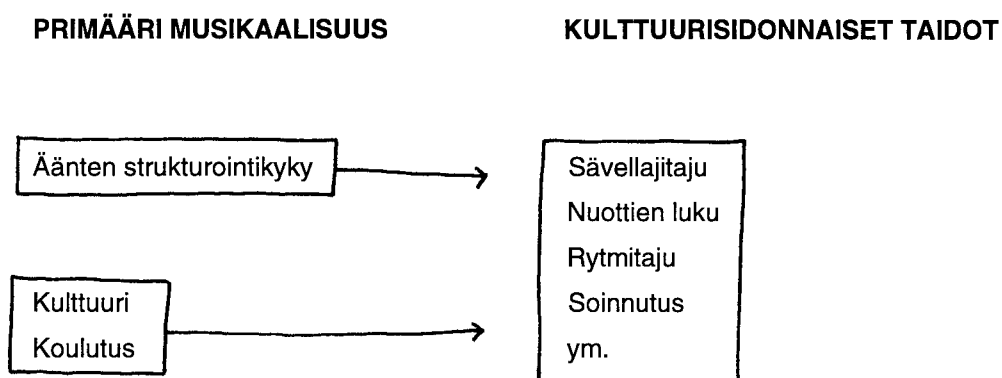 PRIMÄÄRI MUSIKAALISUUS
KULTTUURISIDONNAISET TAIDOT
Äänten strukturointikyky
Kulttuuri
Koulutus
Sävellajitaju
Nuottien luku
Rytmitaju
Soinnutus
ym.